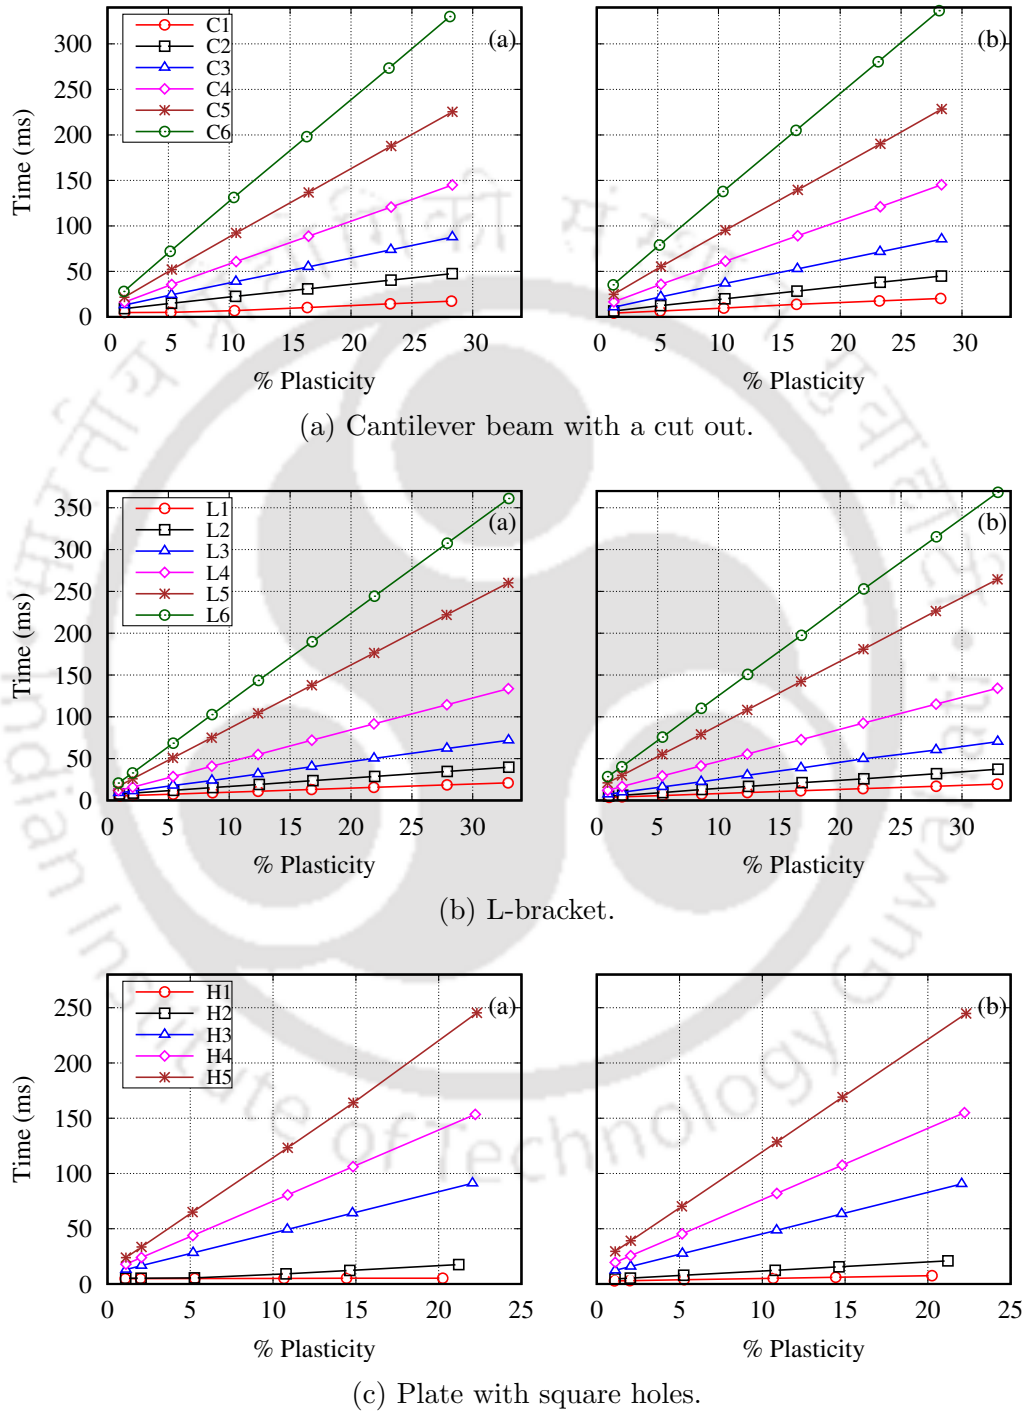 (a)
C1
C2
C3
C4
C5
C6
Time (ms)
0
50
100
150
200
250
300
0 5 10 15 20 25 30
% Plasticity
(b)
0 5 10 15 20 25 30
% Plasticity
(a) Cantilever beam with a cut out.
(a)
L1
L2
L3
L4
L5
L6
Time (ms)
0
50
100
150
200
250
300
350
0 5 10 15 20 25 30
% Plasticity
(b)
0 5 10 15 20 25 30
% Plasticity
(b) L-bracket.
(a)
H1
H2
H3
H4
H5
Time (ms)
0
50
100
150
200
250
0 5 10 15 20 25
% Plasticity
(b)
0 5 10 15 20 25
% Plasticity
(c) Plate with square holes.
Indian Institute of Technology Guwahati